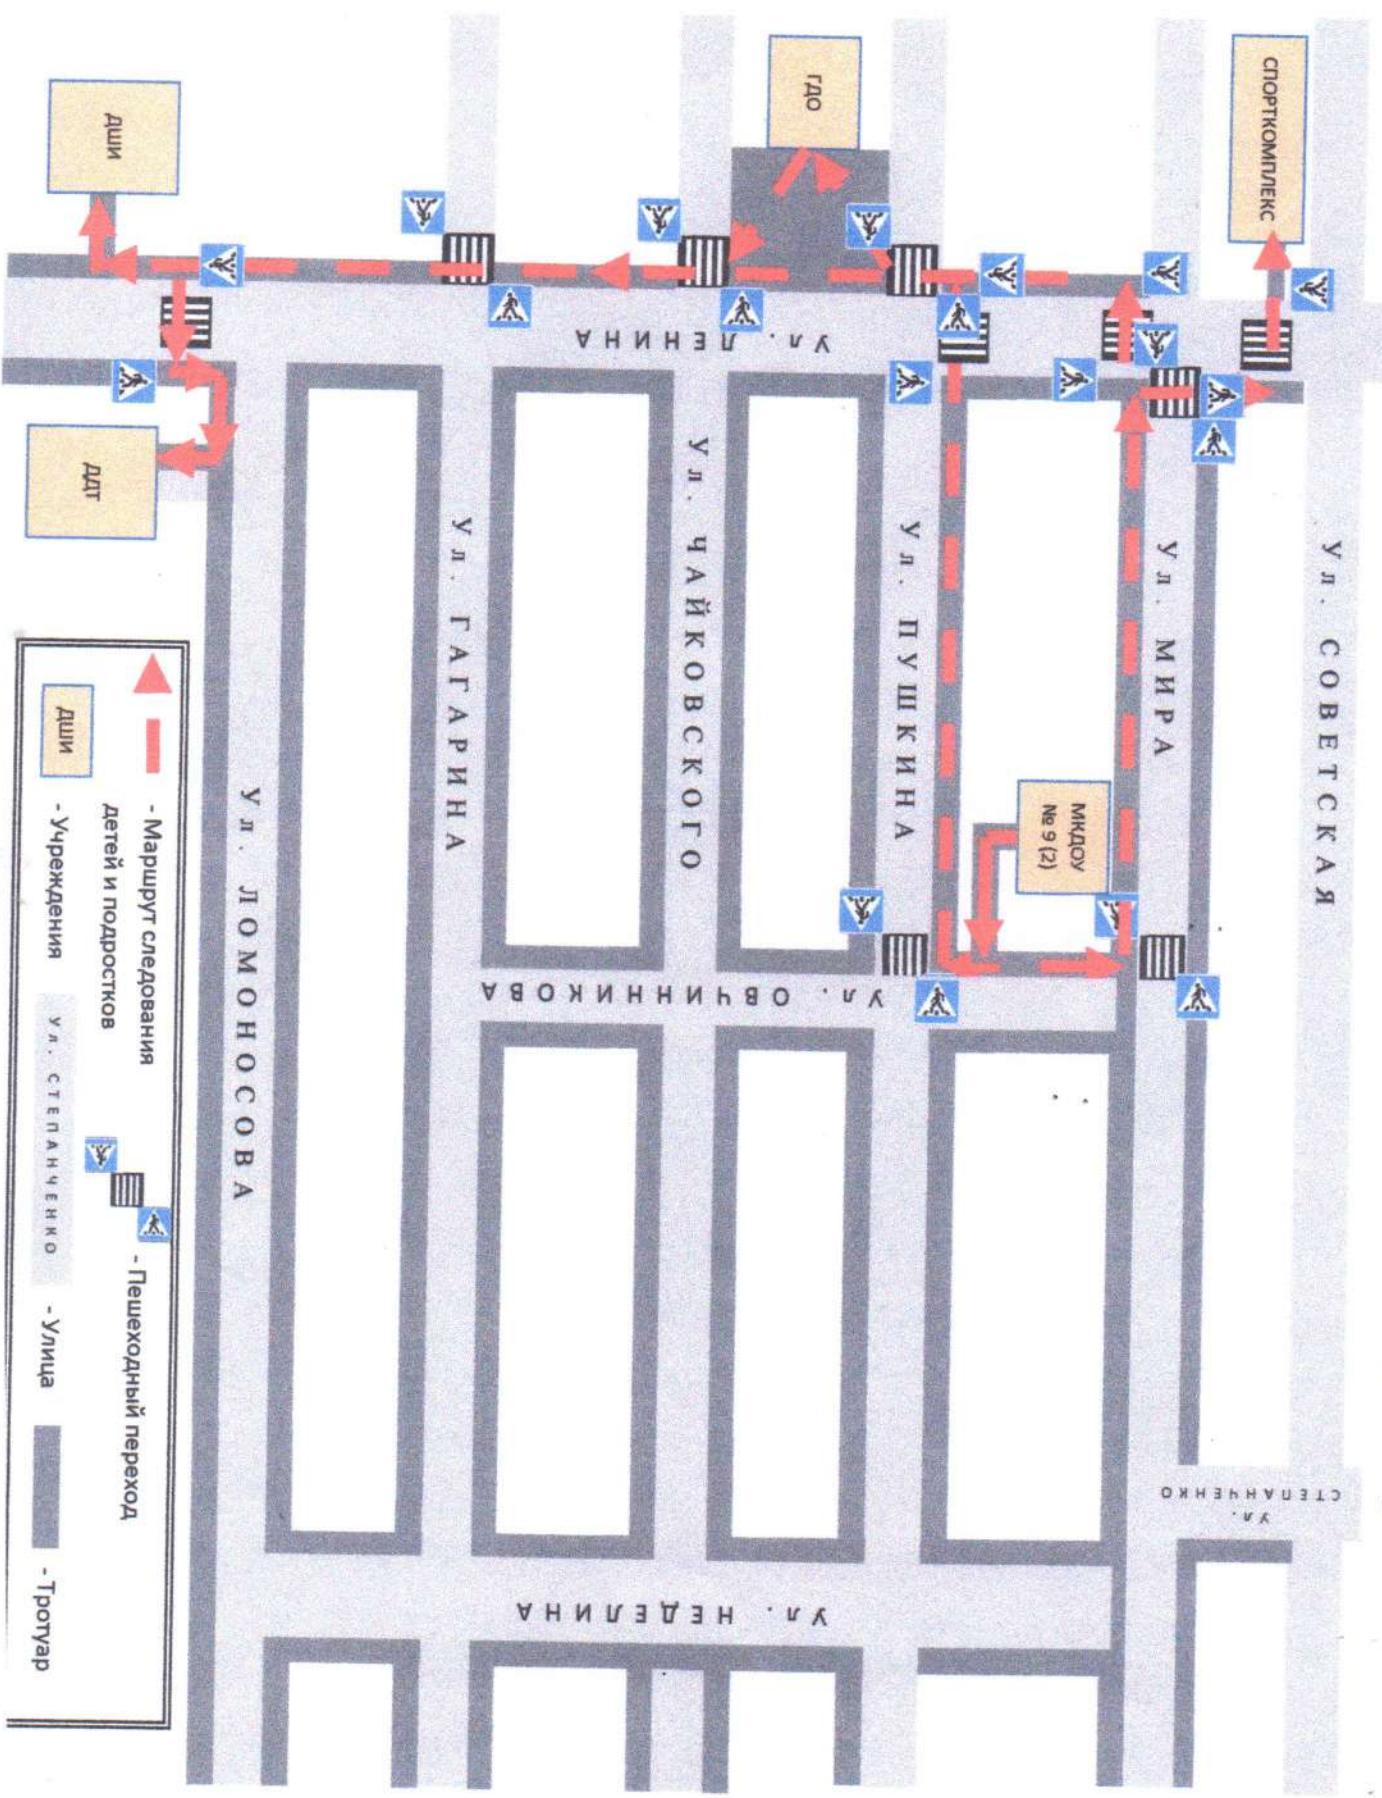 СПОРТКОМПЛЕКС
ГДО
ДШИ
ДДТ
МКДОУ
№ 9 (2)
Ул. СОВЕТСКАЯ
Ул. МИРА
Ул. ПУШКИНА
Ул. ЧАЙКОВСКОГО
Ул. ГАГАРИНА
Ул. ЛОМОНОСОВА
Ул. ЛЕНИНА
Ул. ОВЧИННИКОВА
Ул. НЕДЕЛИНА
Ул.
СТЕПАНЧЕНКО
- Маршрут следования
детей и подростков
- Пешеходный переход
ДШИ
- Учреждения
Ул. СТЕПАНЧЕНКО
- Улица
- Тротуар